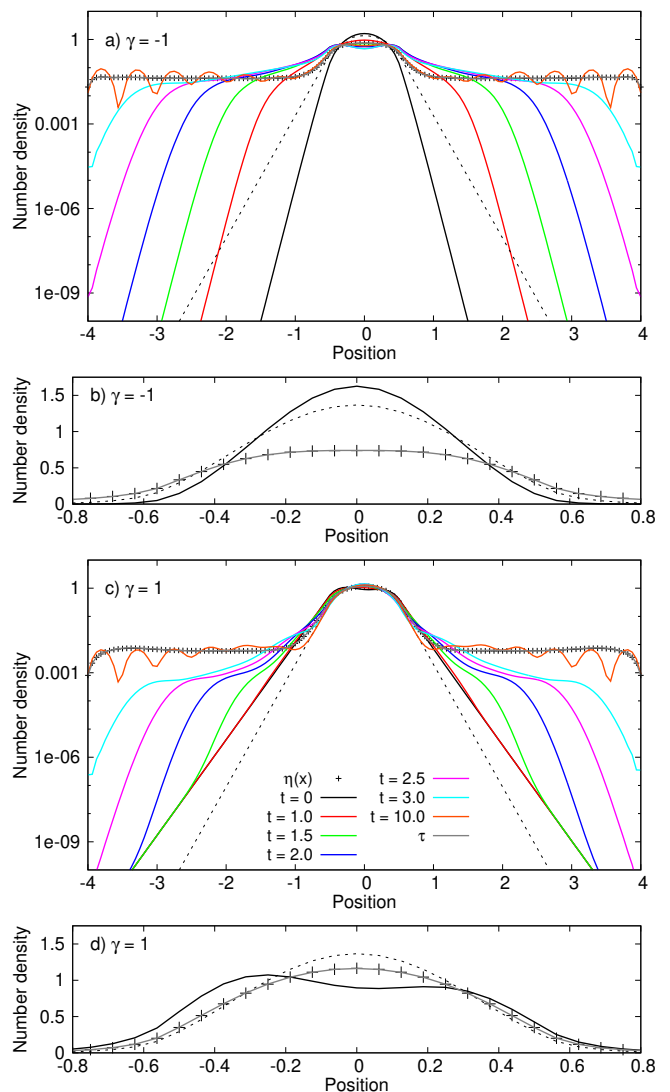 a) γ = -1
Number density
1
0.001
1e-06
1e-09
-4 -3 -2 -1 0 1 2 3 4
Position
b) γ = -1
Number density
1.5
1
0.5
0
-0.8 -0.6 -0.4 -0.2 0 0.2 0.4 0.6 0.8
Position
c) γ = 1
Number density
1
0.001
1e-06
1e-09
η(x)
t = 0
t = 1.0
t = 1.5
t = 2.0
t = 2.5
t = 3.0
t = 10.0
τ
-4 -3 -2 -1 0 1 2 3 4
Position
d) γ = 1
Number density
1.5
1
0.5
0
-0.8 -0.6 -0.4 -0.2 0 0.2 0.4 0.6 0.8
Position